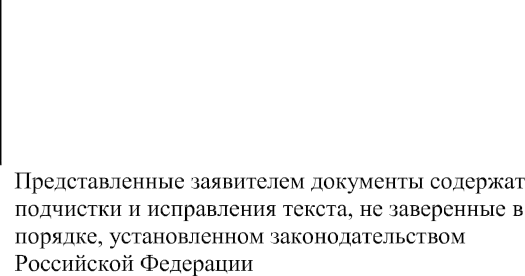 Представленные заявителем документы содержат
подчистки и исправления текста, не заверенные в
порядке, установленном законодательством
Российской Федерации